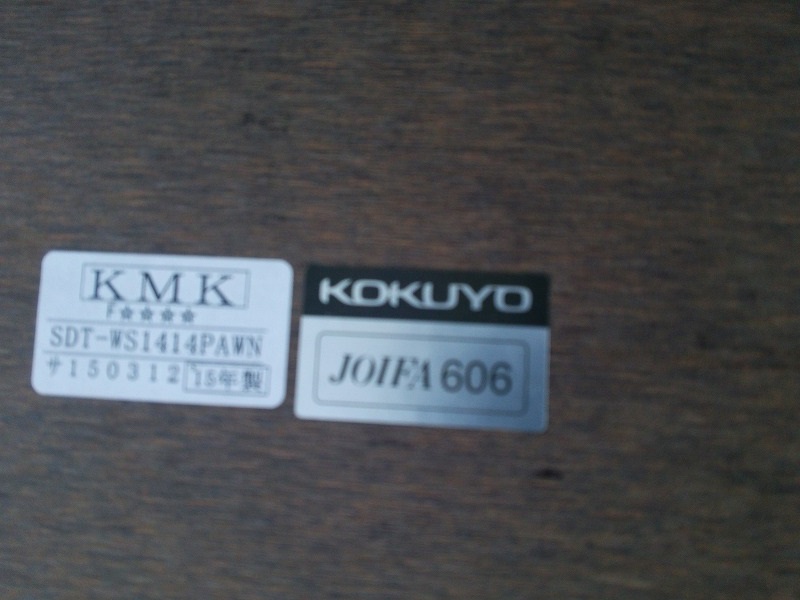 KMK
F☆☆☆☆
SDT-WS1414PAWN
サ150312 '15年製
KOKUYO
JOIFA 606